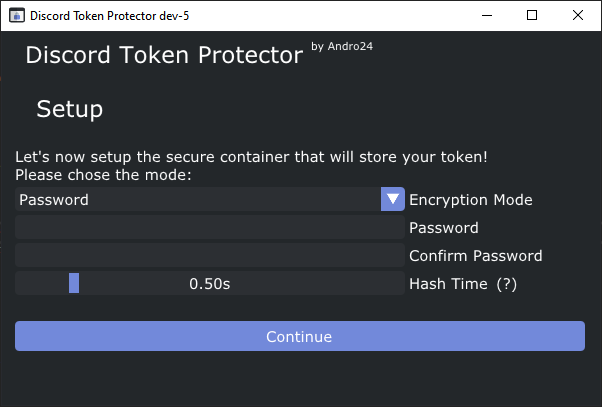 Discord Token Protector dev-5
Discord Token Protector by Andro24
Setup
Let's now setup the secure container that will store your token!
Please chose the mode:
Password Encryption Mode
Password
Confirm Password
0.50s Hash Time (?)
Continue